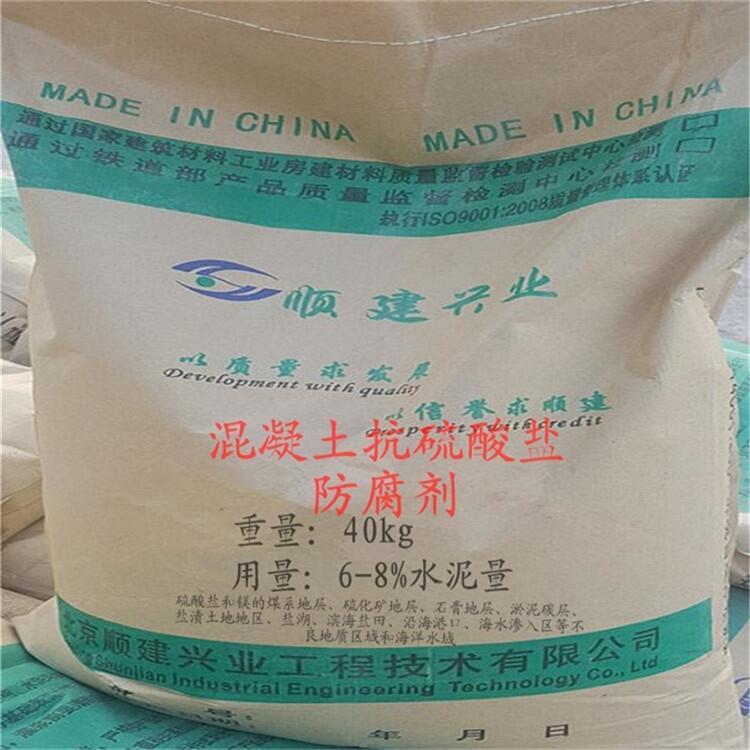 MADE IN CHINA
MADE IN CHINA
通过国家建筑材料工业房建材料质量监督检验测试中心检测
通过铁道部产品质量监督检测中心检测
执行ISO9001:2008质量管理体系认证
顺建兴业
以质量求发展
Development with quality
以信誉求顺建
Prosperity with credit
混凝土抗硫酸盐
防腐剂
重量: 40kg
用量: 6-8%水泥量
硫酸盐和镁的煤系地层、硫化矿地层、石膏地层、淤泥碳层、
盐渍土地地区、盐湖、滨海盐田、沿海港口、海水渗入区等不
良地质区域和海洋水域
北京顺建兴业工程技术有限公司
Shunjian Industrial Engineering Technology Co., Ltd
年 月 日